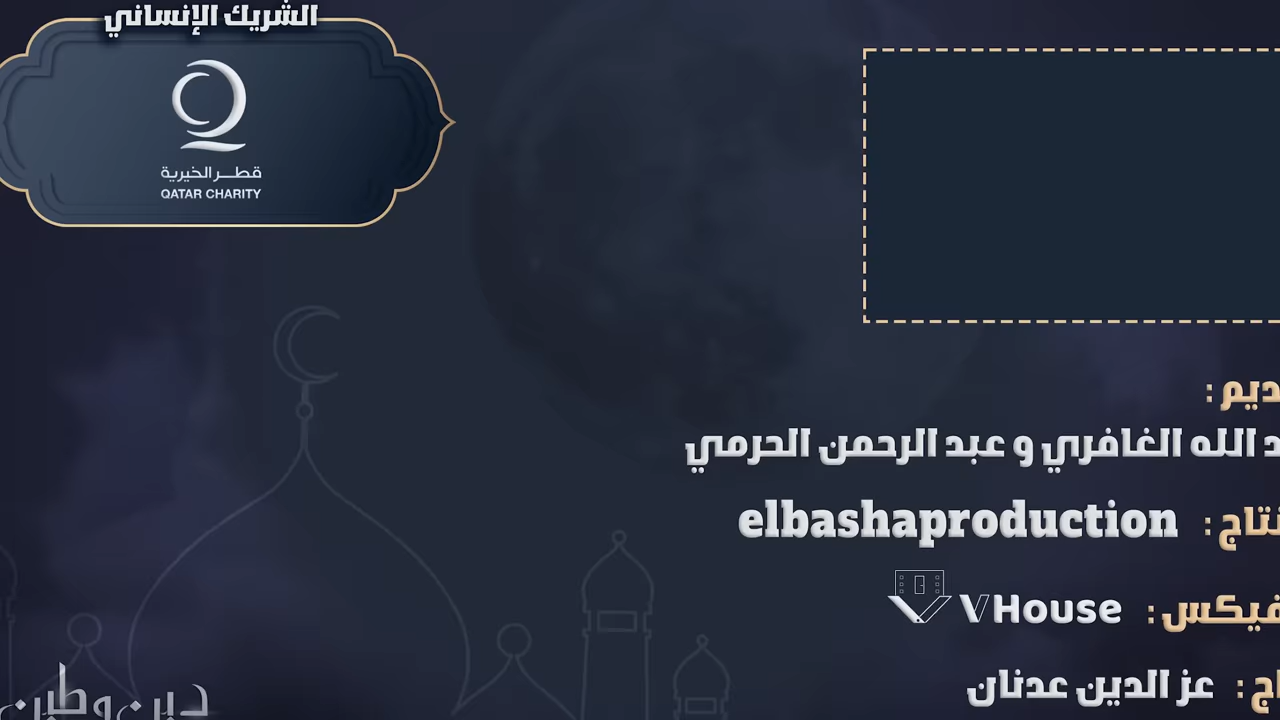 الشريك الإنساني
قطر الخيرية
QATAR CHARITY
ديم :
د الله الغافري و عبد الرحمن الحرمي
نتاج : elbashaproduction
فيكس : VHouse
اج : عز الدين عدنان